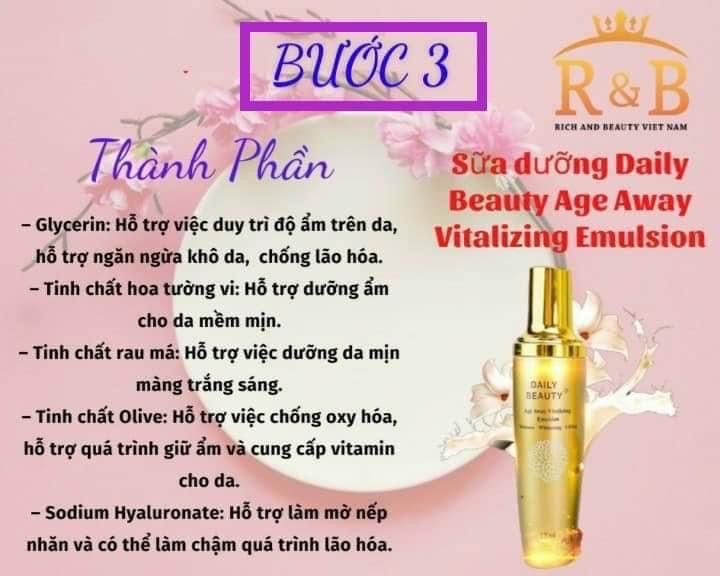 BƯỚC 3
R & B
RICH AND BEAUTY VIET NAM
Thành Phần
Sữa dưỡng Daily
Beauty Age Away
Vitalizing Emulsion
– Glycerin: Hỗ trợ việc duy trì độ ẩm trên da,
hỗ trợ ngăn ngừa khô da, chống lão hóa.
– Tinh chất hoa tường vi: Hỗ trợ dưỡng ẩm
cho da mềm mịn.
– Tinh chất rau má: Hỗ trợ việc dưỡng da mịn
màng trắng sáng.
– Tinh chất Olive: Hỗ trợ việc chống oxy hóa,
hỗ trợ quá trình giữ ẩm và cung cấp vitamin
cho da.
– Sodium Hyaluronate: Hỗ trợ làm mờ nếp
nhăn và có thể làm chậm quá trình lão hóa.
DAILY
BEAUTY
Age Away Vitalizing
Emulsion